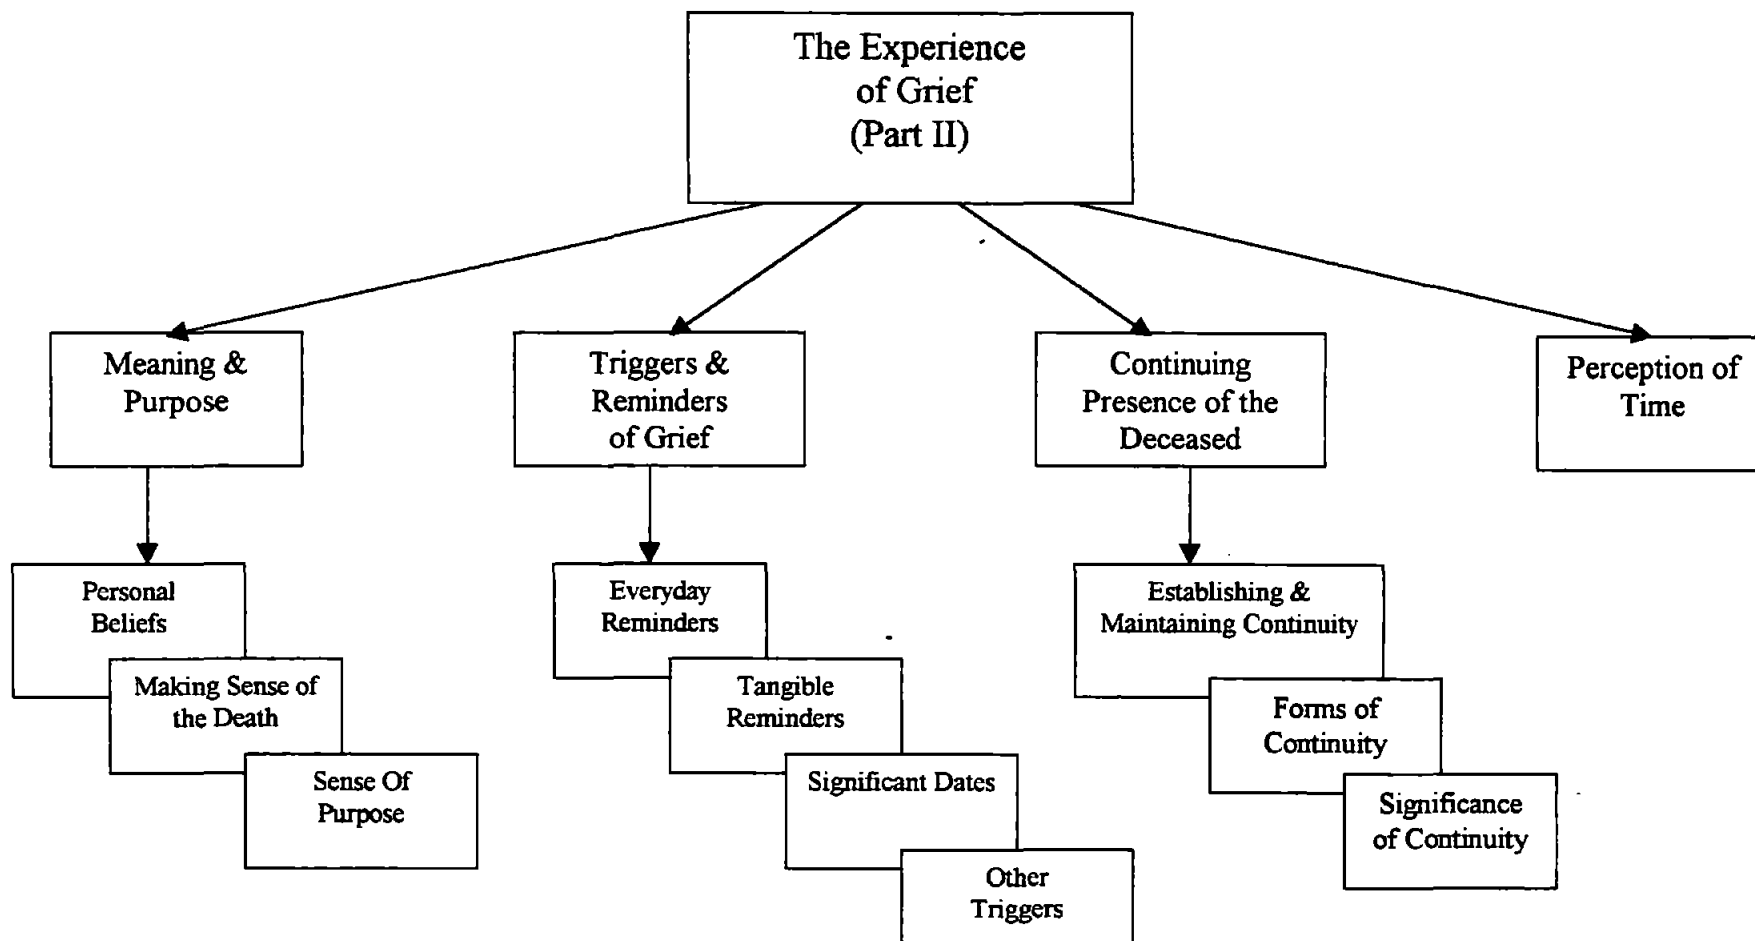 The Experience
of Grief
(Part II)
Meaning &
Purpose
Triggers &
Reminders
of Grief
Continuing
Presence of the
Deceased
Perception of
Time
Personal
Beliefs
Making Sense of
the Death
Sense Of
Purpose
Everyday
Reminders
Tangible
Reminders
Significant Dates
Other
Triggers
Establishing &
Maintaining Continuity
Forms of
Continuity
Significance
of Continuity